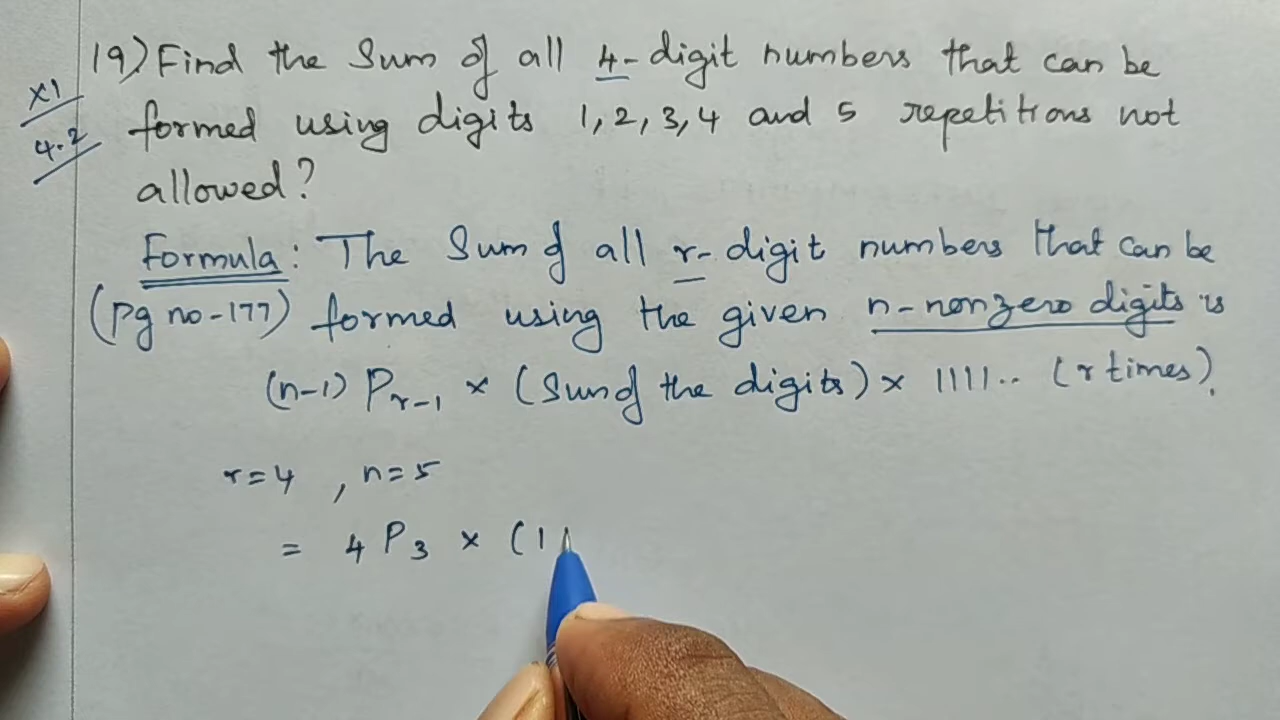 19) Find the Sum of all 4-digit numbers that can be
X1 formed using digits 1, 2, 3, 4 and 5 repetitions not
4.2 allowed?
Formula: The Sum of all r-digit numbers that can be
(pg no-177) formed using the given n-nonzero digits is
(n-1) P r-1 × (Sum of the digits) × 1111.. (r times).
r=4 , n=5
= 4 P 3 × (1